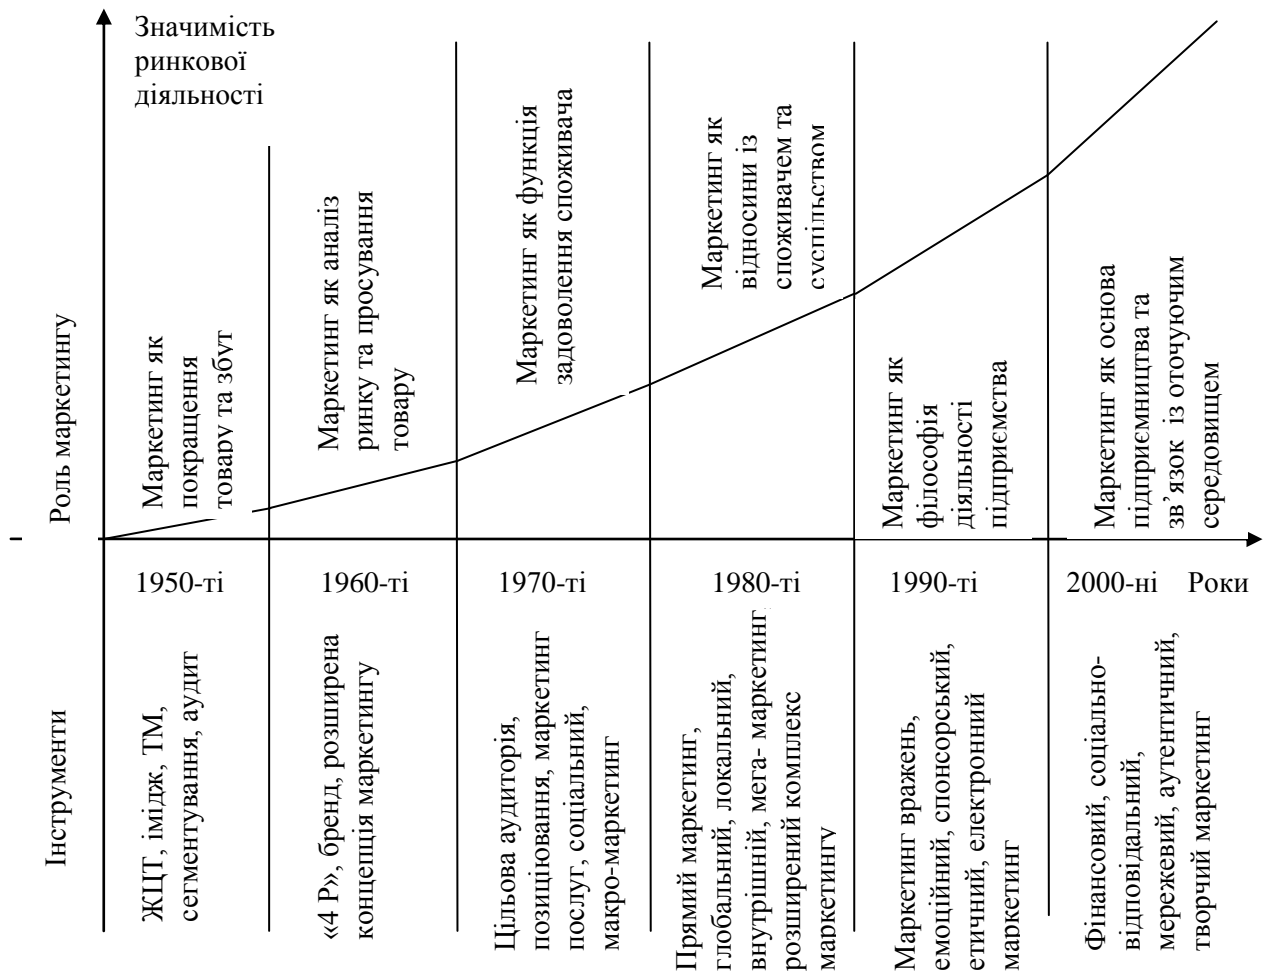 Значимість
ринкової
діяльності
Роль маркетингу
Маркетинг як
покращення
товару та збут
Маркетинг як аналіз
ринку та просування
товару
Маркетинг як функція
задоволення споживача
Маркетинг як
відносини із
споживачем та
суспільством
Маркетинг як
філософія
діяльності
підприємства
Маркетинг як основа
підприємництва та
зв’язок із оточуючим
середовищем
1950-ті
1960-ті
1970-ті
1980-ті
1990-ті
2000-ні
Роки
Інструменти
ЖЦТ, імідж, ТМ,
сегментування, аудит
«4 Р», бренд, розширена
концепція маркетингу
Цільова аудиторія,
позиціювання, маркетинг
послуг, соціальний,
макро-маркетинг
Прямий маркетинг,
глобальний, локальний,
внутрішній, мега- маркетинг,
розширений комплекс
маркетингу
Маркетинг вражень,
емоційний, спонсорський,
етичний, електронний
маркетинг
Фінансовий, соціально-
відповідальний,
мережевий, аутентичний,
творчий маркетинг